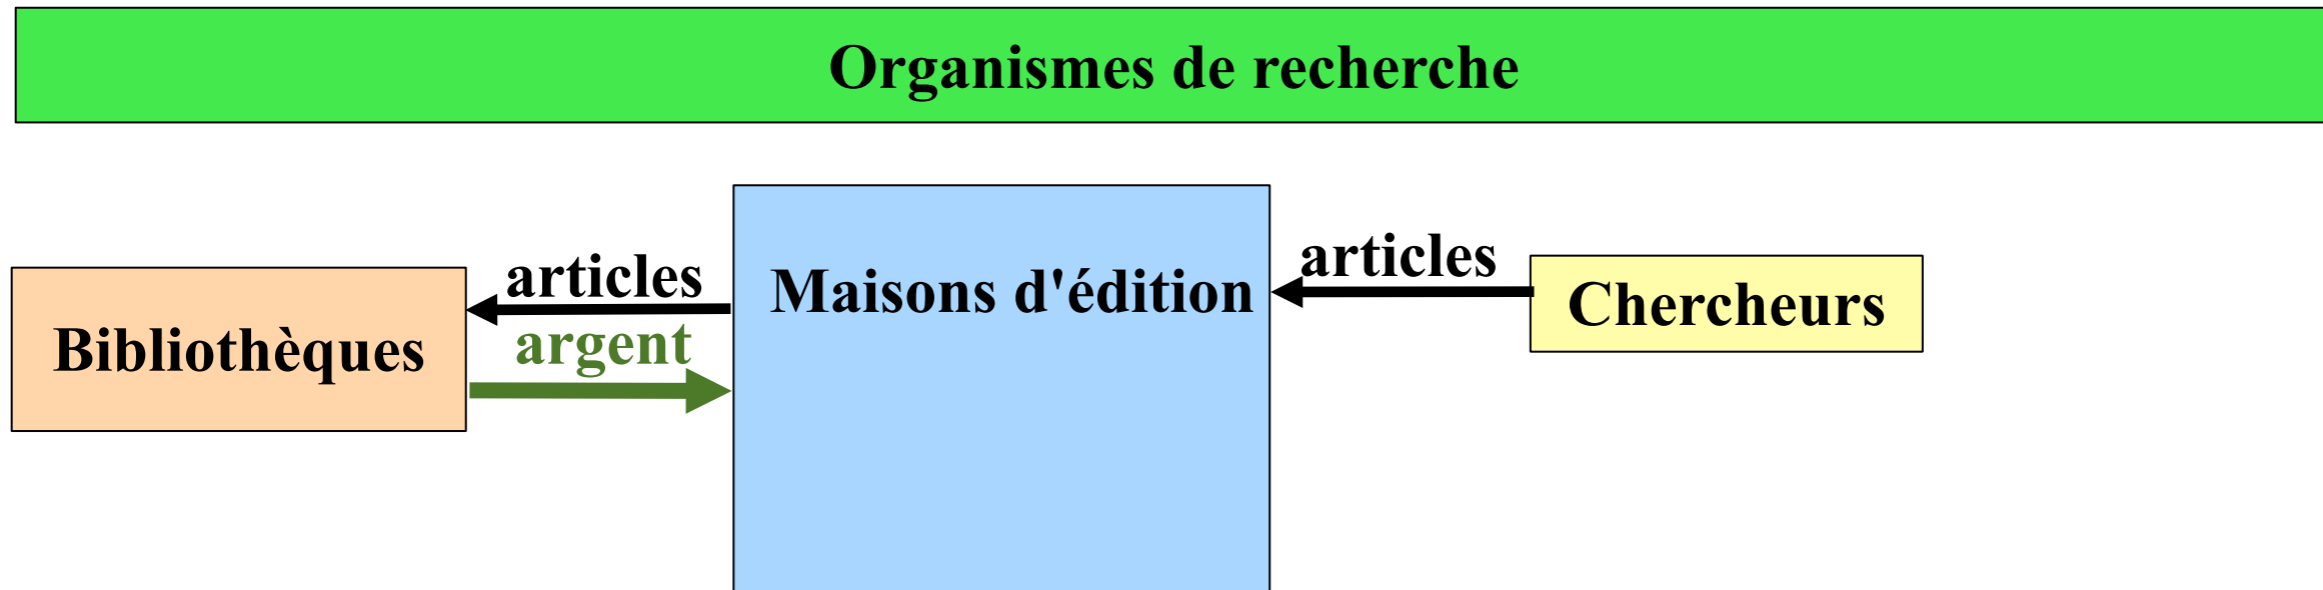 Organismes de recherche
articles
articles
Maisons d'édition
Chercheurs
Bibliothèques
argent